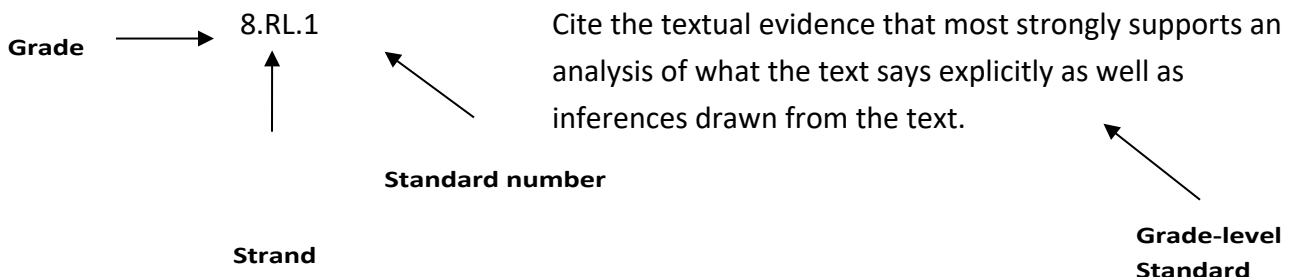 8.RL.1 Cite the textual evidence that most strongly supports an
Grade
analysis of what the text says explicitly as well as
inferences drawn from the text.
Standard number
Strand
Grade-level
Standard